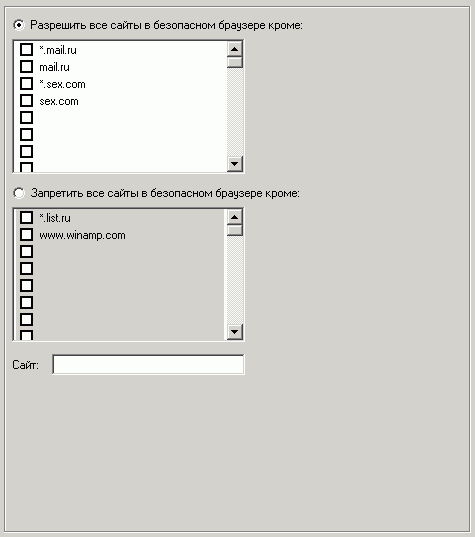 Разрешить все сайты в безопасном браузере кроме:
*.mail.ru
mail.ru
*.sex.com
sex.com
Запретить все сайты в безопасном браузере кроме:
*.list.ru
www.winamp.com
Сайт: